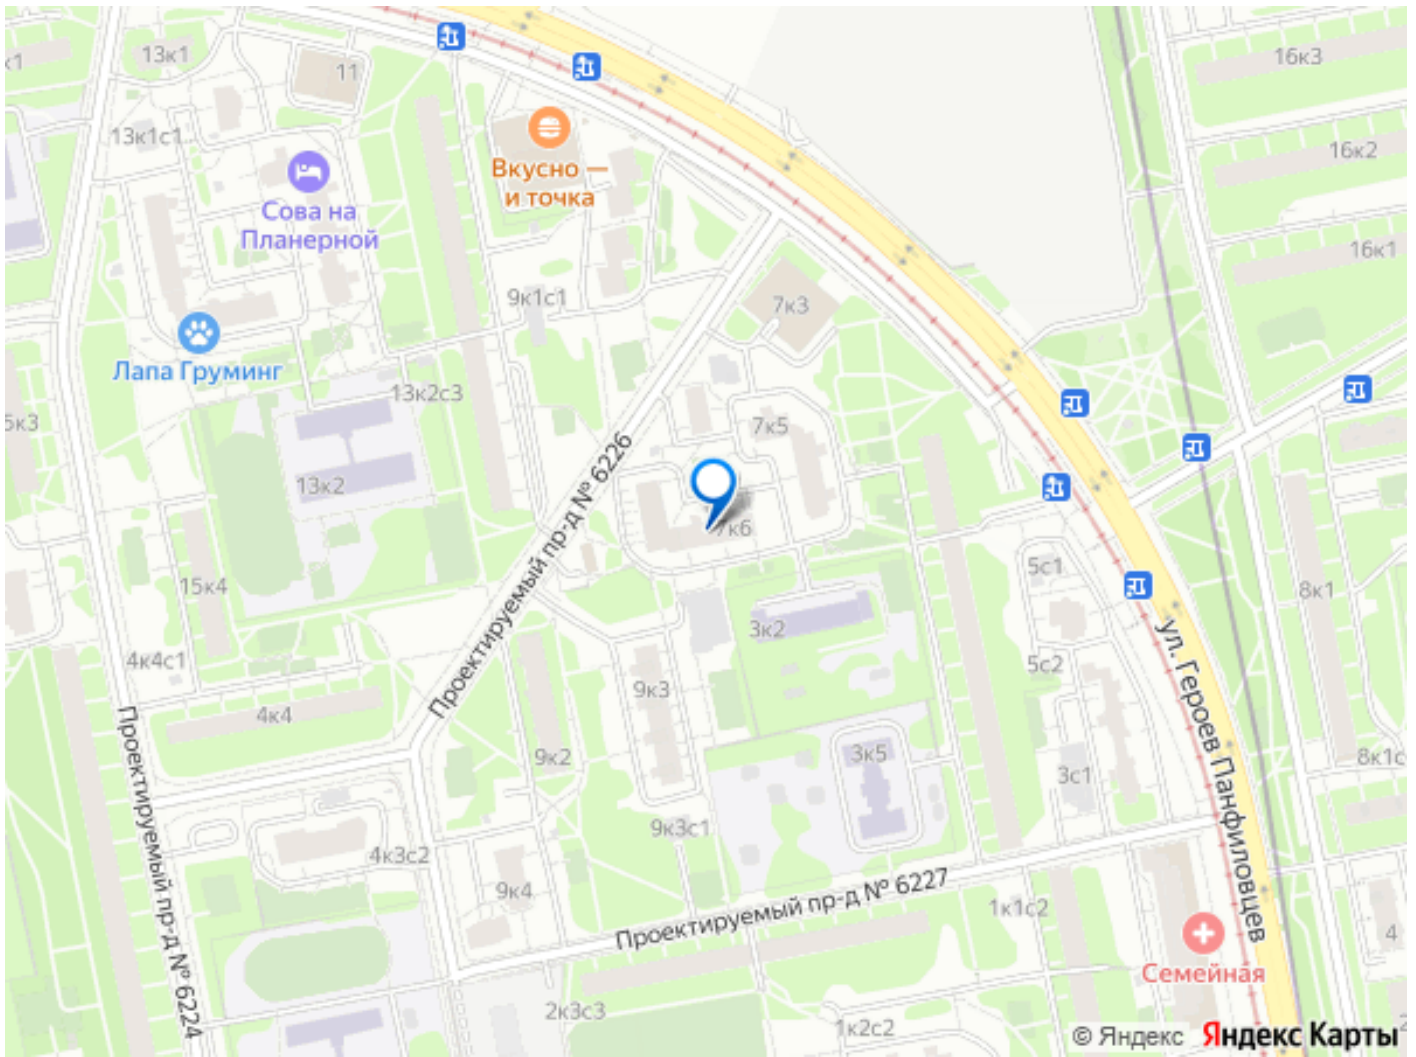 13к1
11
16к3
13к1с1
Вкусно —
и точка
16к2
Сова на
Планерной
16к1
9к1с1
7к3
Лапа Груминг
13к2с3
7к5
Проектируемый пр-д № 6226
13к2
7к6
15к4
5с1
8к1
3к2
4к4с1
5с2
9к3
ул. Героев Панфиловцев
4к4
Проектируемый пр-д № 6224
9к2
3к5
3с1
9к3с1
4к3с2
9к4
Проектируемый пр-д № 6227
1к1с2
4
Семейная
2к3с3
1к2с2
© Яндекс Яндекс Карты